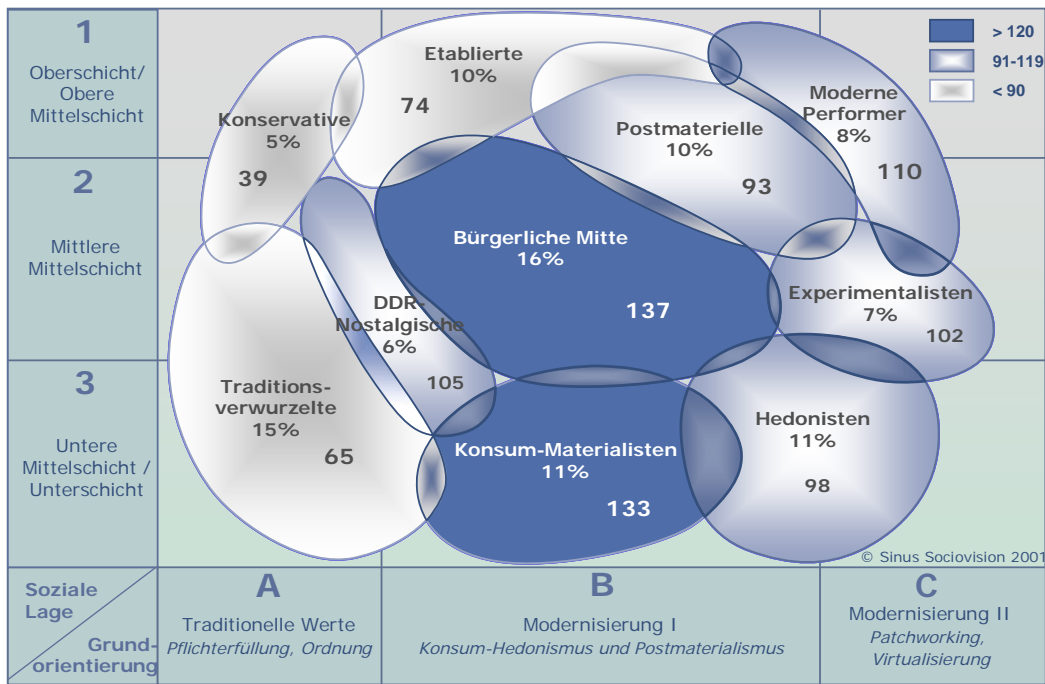 1
Oberschicht/
Obere
Mittelschicht
2
Mittlere
Mittelschicht
3
Untere
Mittelschicht /
Unterschicht
Soziale
Lage
Grund-
orientierung
A
Traditionelle Werte
Pflichterfüllung, Ordnung
B
Modernisierung I
Konsum-Hedonismus und Postmaterialismus
C
Modernisierung II
Patchworking,
Virtualisierung
> 120
91-119
< 90
Konservative
5%
39
Etablierte
10%
74
Postmaterielle
10%
93
Moderne
Performer
8%
110
Bürgerliche Mitte
16%
137
DDR-
Nostalgische
6%
105
Experimentalisten
7%
102
Traditions-
verwurzelte
15%
65
Konsum-Materialisten
11%
133
Hedonisten
11%
98
© Sinus Sociovision 2001